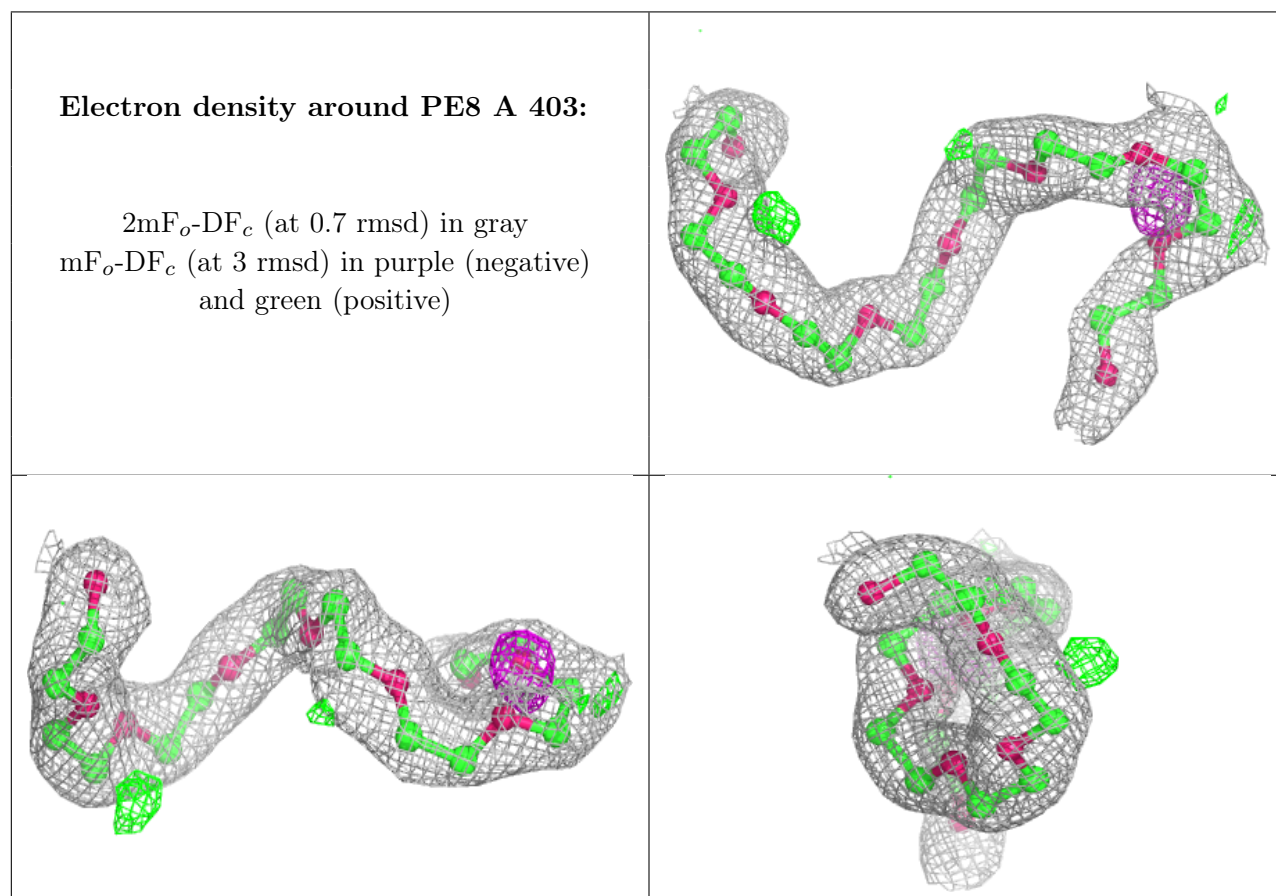 Electron density around PE8 A 403:
2mFo-DFc (at 0.7 rmsd) in gray
mFo-DFc (at 3 rmsd) in purple (negative)
and green (positive)